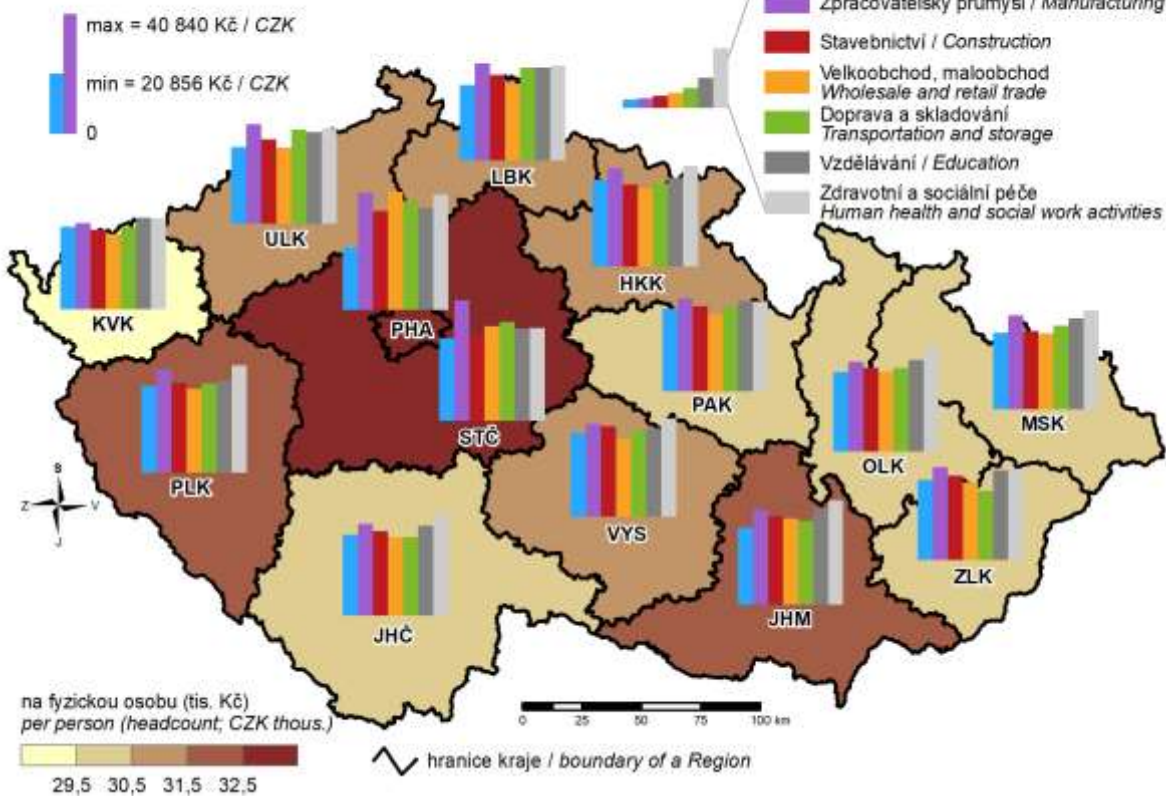 max = 40 840 Kč / CZK
min = 20 856 Kč / CZK
0
Zpracovatelský průmysl / Manufacturing
Stavebnictví / Construction
Velkoobchod, maloobchod
Wholesale and retail trade
Doprava a skladování
Transportation and storage
Vzdělávání / Education
Zdravotní a sociální péče
Human health and social work activities
LBK
ULK
HKK
KVK
PHA
PAK
MSK
STČ
OLK
PLK
VYS
ZLK
JHČ
JHM
S
Z
V
J
na fyzickou osobu (tis. Kč)
per person (headcount; CZK thous.)
29,5 30,5 31,5 32,5
0 25 50 75 100 km
hranice kraje / boundary of a Region